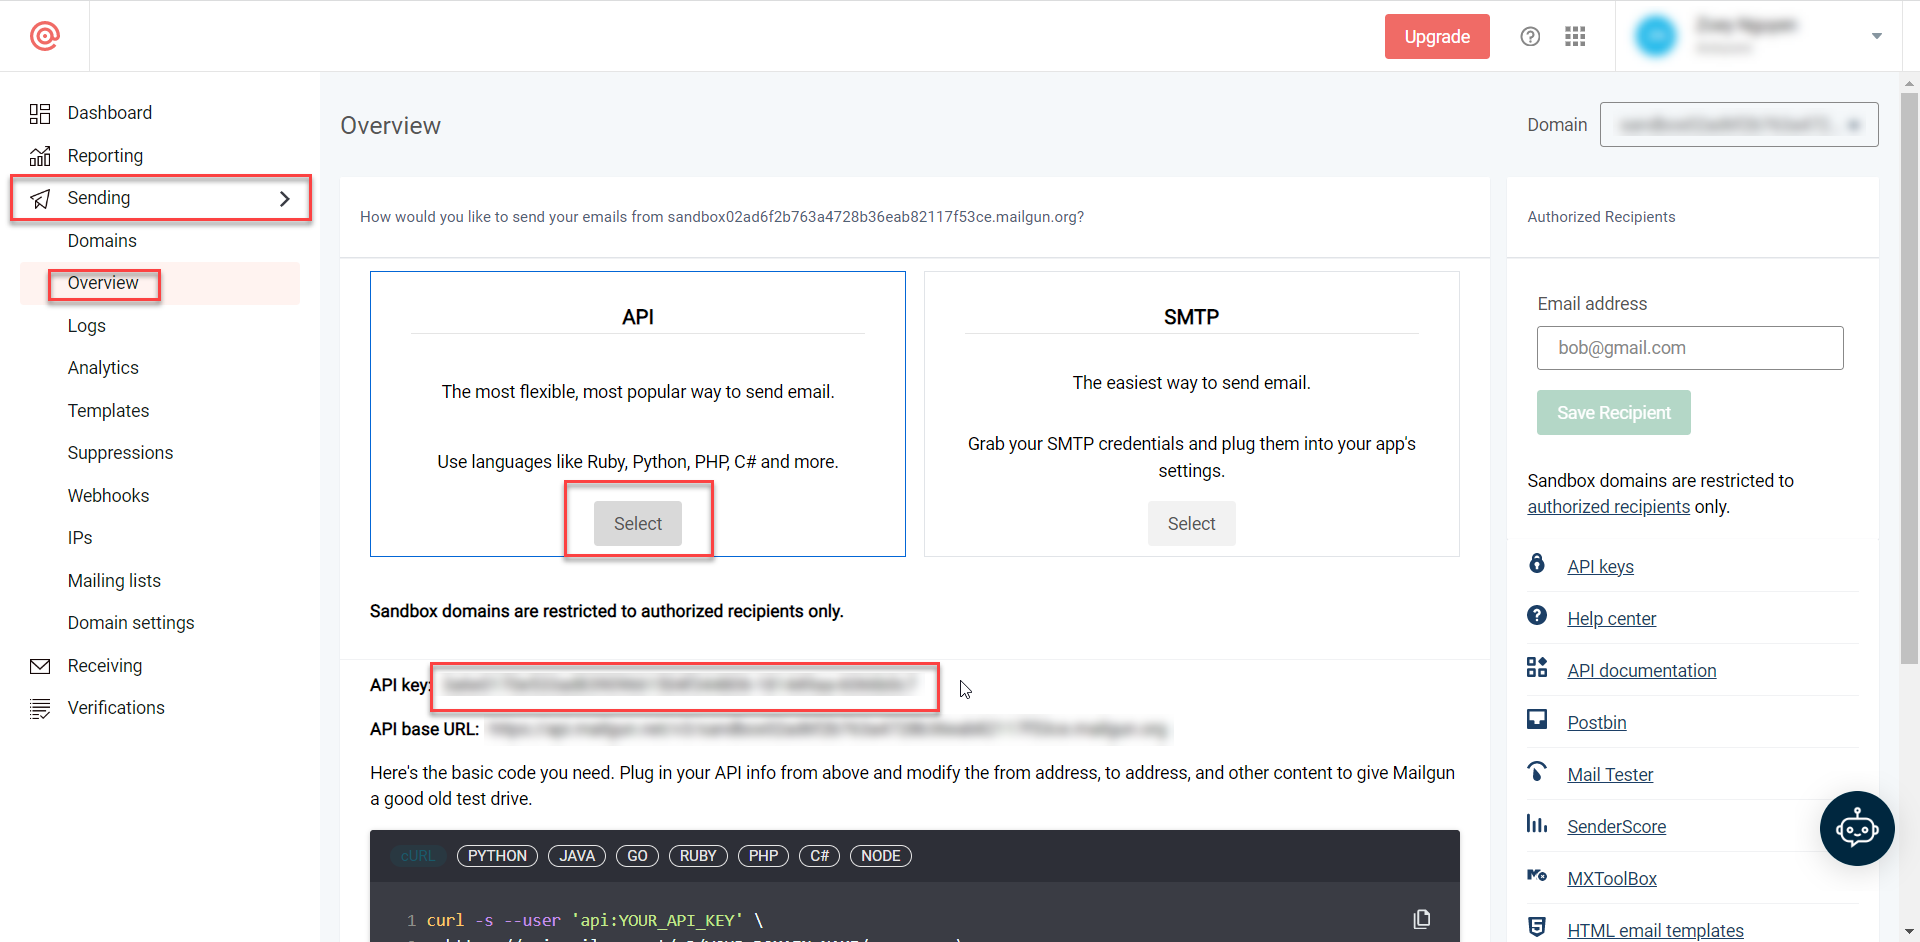 Upgrade
Dashboard
Reporting
Sending
Domains
Overview
Logs
Analytics
Templates
Suppressions
Webhooks
IPs
Mailing lists
Domain settings
Receiving
Verifications
Overview
Domain
How would you like to send your emails from sandbox02ad6f2b763a4728b36eab82117f53ce.mailgun.org?
API
The most flexible, most popular way to send email.
Use languages like Ruby, Python, PHP, C# and more.
Select
SMTP
The easiest way to send email.
Grab your SMTP credentials and plug them into your app's
settings.
Select
Sandbox domains are restricted to authorized recipients only.
API key:
API base URL:
Here's the basic code you need. Plug in your API info from above and modify the from address, to address, and other content to give Mailgun
a good old test drive.
cURL PYTHON JAVA GO RUBY PHP C# NODE
1 curl -s --user 'api:YOUR_API_KEY' \
Authorized Recipients
Email address
bob@gmail.com
Save Recipient
Sandbox domains are restricted to
authorized recipients only.
API keys
Help center
API documentation
Postbin
Mail Tester
SenderScore
MXToolBox
HTML email templates